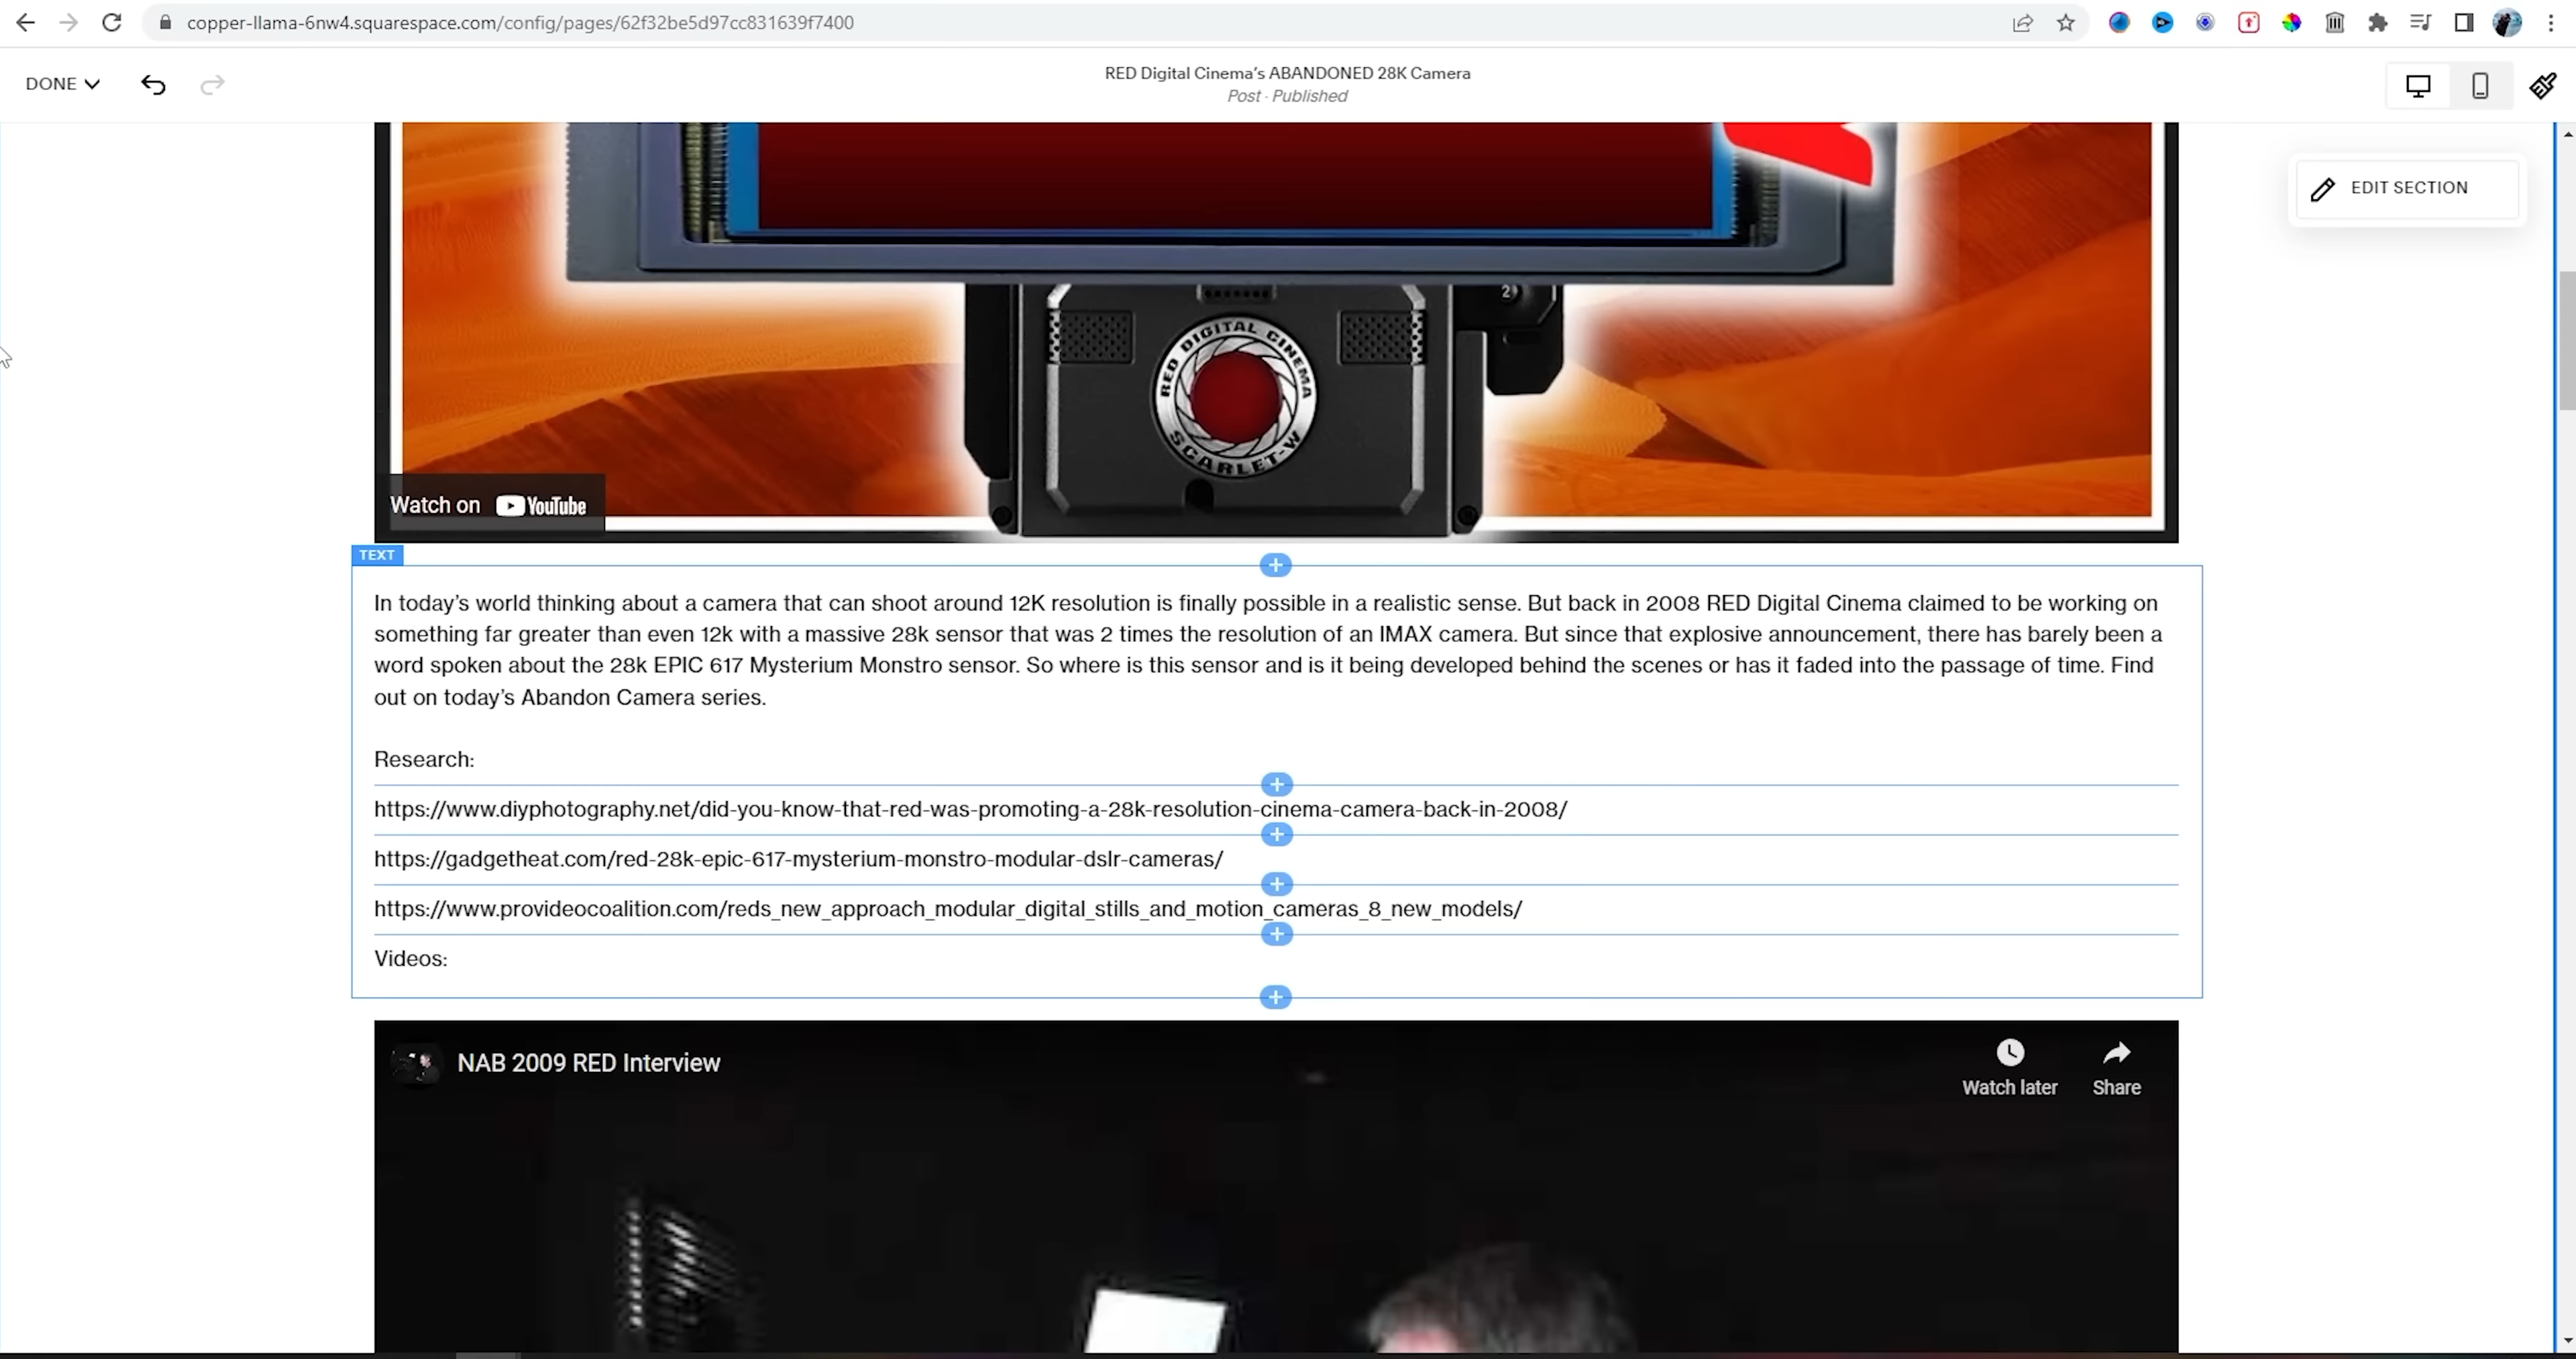 copper-llama-6nw4.squarespace.com/config/pages/62f32be5d97cc831639f7400
DONE
RED Digital Cinema's ABANDONED 28K Camera
Post · Published
EDIT SECTION
2
RED DIGITAL CINEMA
SCARLET-W
Watch on YouTube
TEXT
In today's world thinking about a camera that can shoot around 12K resolution is finally possible in a realistic sense. But back in 2008 RED Digital Cinema claimed to be working on
something far greater than even 12k with a massive 28k sensor that was 2 times the resolution of an IMAX camera. But since that explosive announcement, there has barely been a
word spoken about the 28k EPIC 617 Mysterium Monstro sensor. So where is this sensor and is it being developed behind the scenes or has it faded into the passage of time. Find
out on today's Abandon Camera series.
Research:
https://www.diyphotography.net/did-you-know-that-red-was-promoting-a-28k-resolution-cinema-camera-back-in-2008/
https://gadgetheat.com/red-28k-epic-617-mysterium-monstro-modular-dslr-cameras/
https://www.provideocoalition.com/reds_new_approach_modular_digital_stills_and_motion_cameras_8_new_models/
Videos:
NAB 2009 RED Interview
Watch later
Share